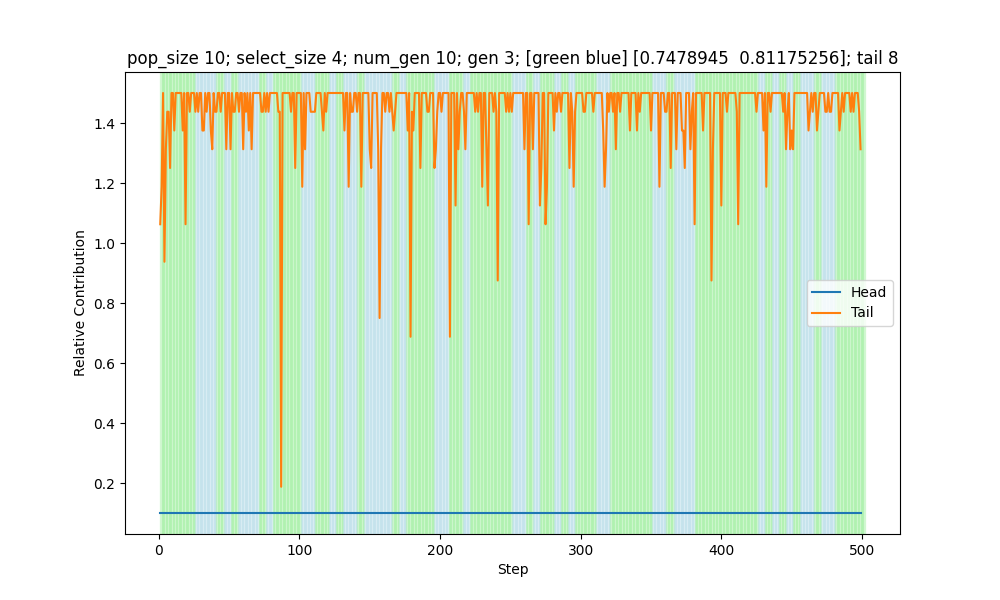 pop_size 10; select_size 4; num_gen 10; gen 3; [green blue] [0.7478945  0.81175256]; tail 8
Relative Contribution
1.4
1.2
1.0
0.8
0.6
0.4
0.2
Head
Tail
0 100 200 300 400 500
Step